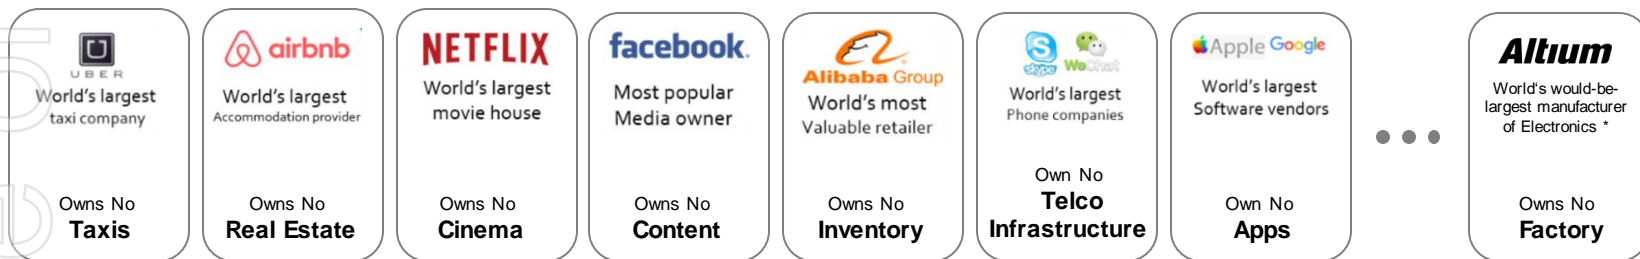 UBER
World's largest
taxi company
Owns No
Taxis
airbnb
World's largest
Accommodation provider
Owns No
Real Estate
NETFLIX
World's largest
movie house
Owns No
Cinema
facebook.
Most popular
Media owner
Owns No
Content
Alibaba Group
World's most
Valuable retailer
Owns No
Inventory
skype WeChat
World's largest
Phone companies
Own No
Telco
Infrastructure
Apple Google
World's largest
Software vendors
Own No
Apps
Altıum
World's would-be-
largest manufacturer
of Electronics *
Owns No
Factory